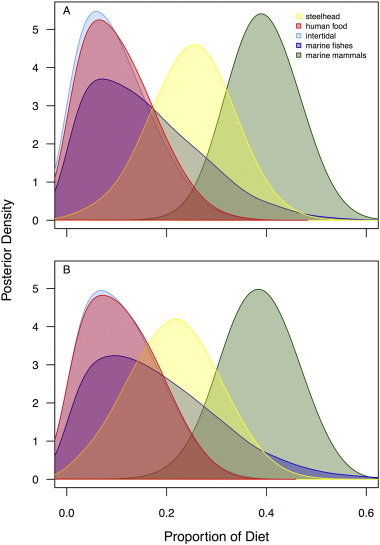 A
steelhead
human food
intertidal
marine fishes
marine mammals
5
4
3
2
1
0
Posterior Density
B
5
4
3
2
1
0
0.0 0.2 0.4 0.6
Proportion of Diet